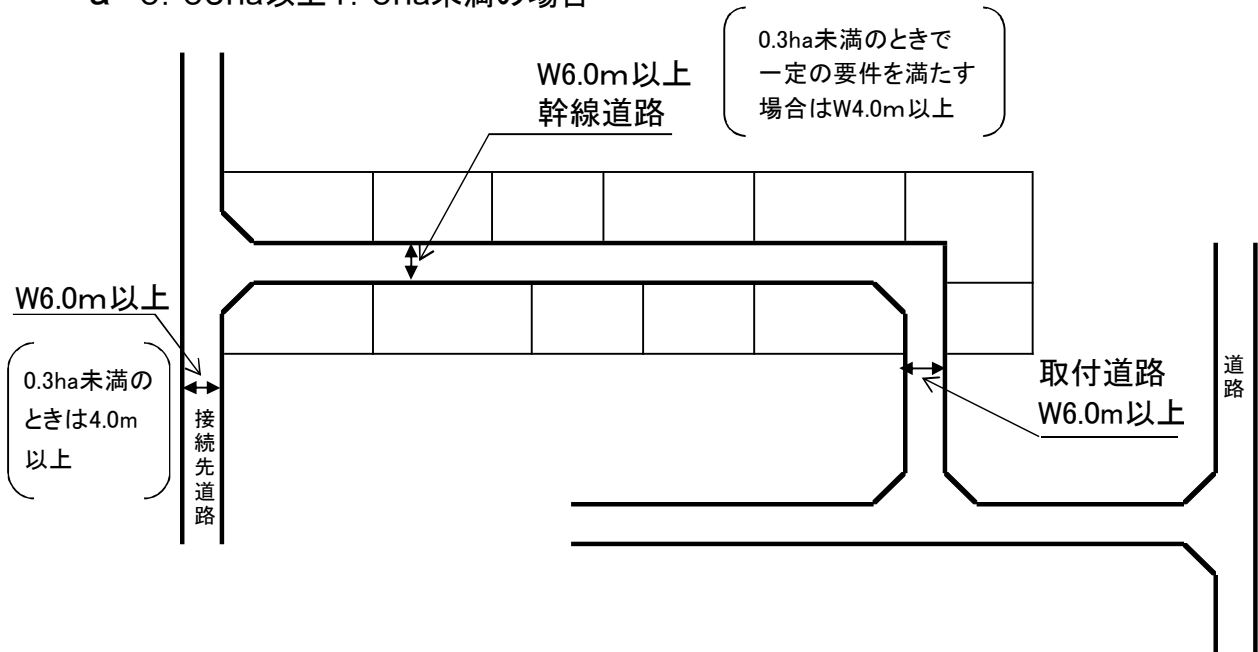 W6.0m以上
幹線道路
0.3ha未満のときで
一定の要件を満たす
場合はW4.0m以上
W6.0m以上
0.3ha未満の
ときは4.0m
以上
接続先道路
取付道路
W6.0m以上
道路